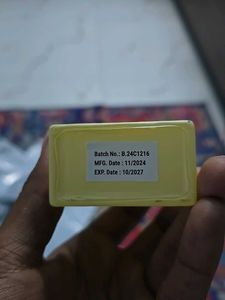 Batch No.: B.24C1216
MFG. Date : 11/2024
EXP. Date : 10/2027